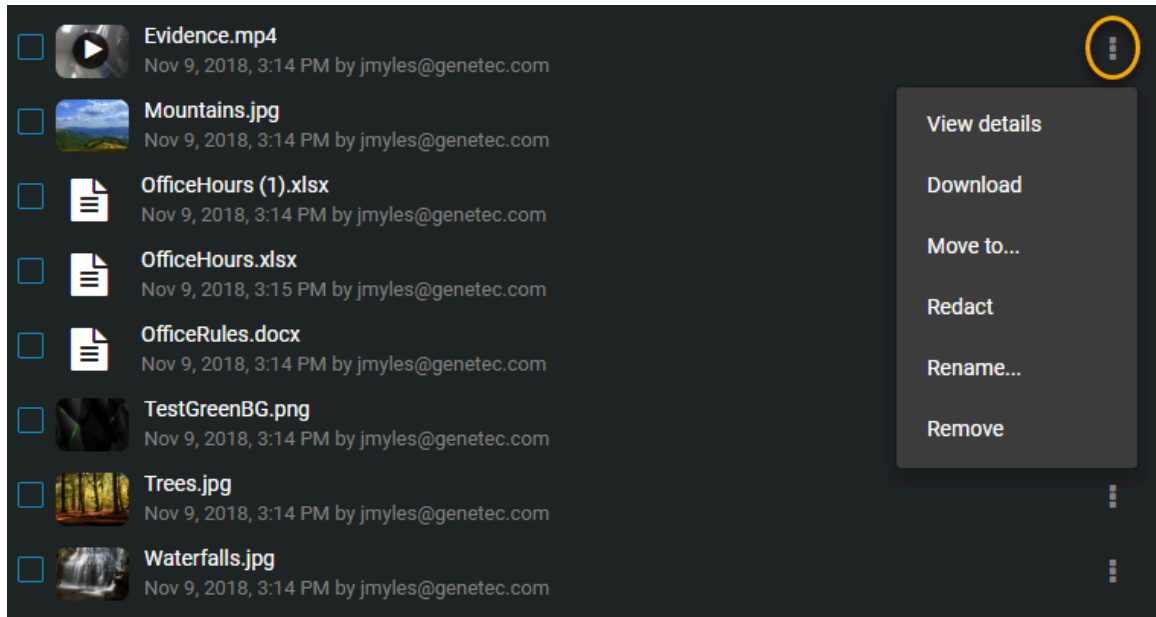 Evidence.mp4
Nov 9, 2018, 3:14 PM by jmyles@genetec.com
Mountains.jpg
Nov 9, 2018, 3:14 PM by jmyles@genetec.com
OfficeHours (1).xlsx
Nov 9, 2018, 3:14 PM by jmyles@genetec.com
OfficeHours.xlsx
Nov 9, 2018, 3:15 PM by jmyles@genetec.com
OfficeRules.docx
Nov 9, 2018, 3:14 PM by jmyles@genetec.com
TestGreenBG.png
Nov 9, 2018, 3:14 PM by jmyles@genetec.com
Trees.jpg
Nov 9, 2018, 3:14 PM by jmyles@genetec.com
Waterfalls.jpg
Nov 9, 2018, 3:14 PM by jmyles@genetec.com
View details
Download
Move to...
Redact
Rename...
Remove